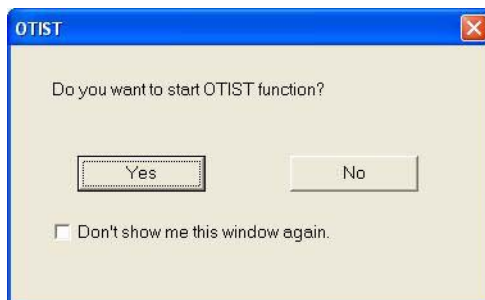 OTIST
Do you want to start OTIST function?
Yes No
Don't show me this window again.